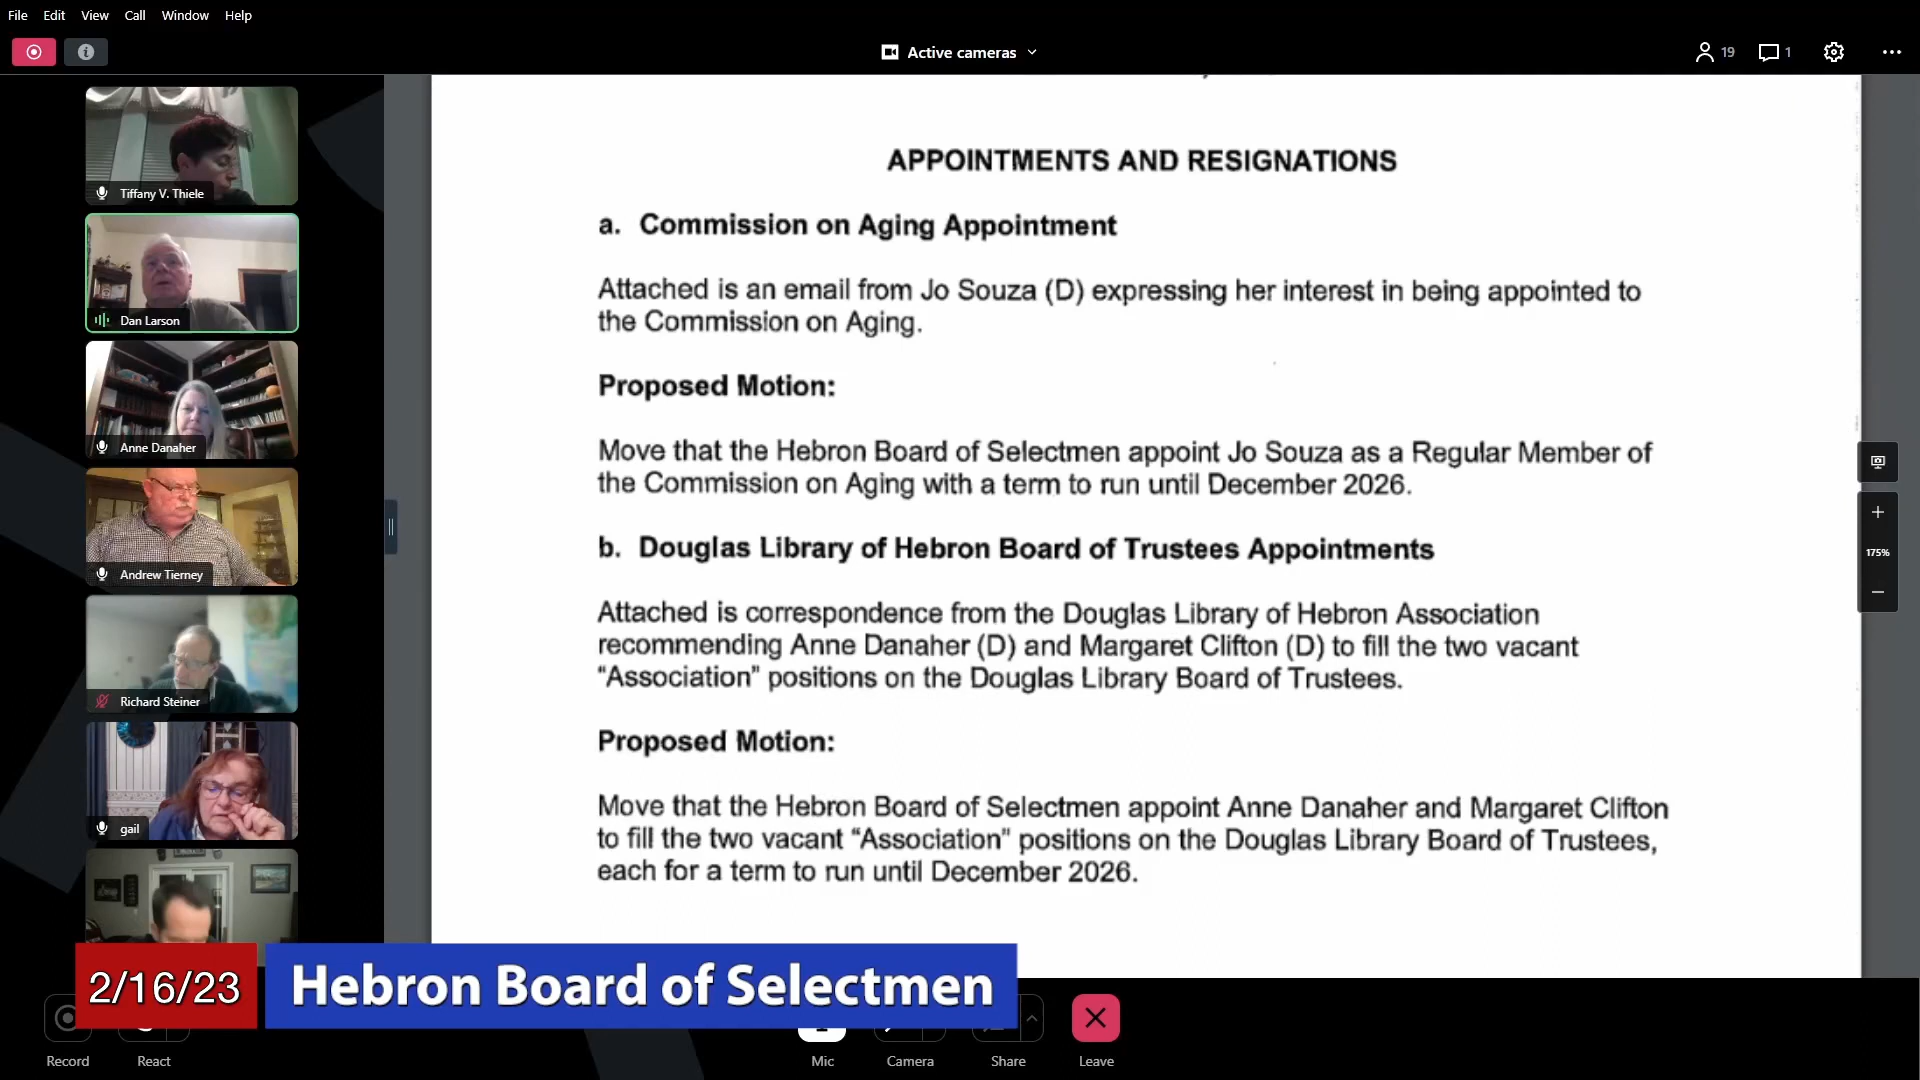 File Edit View Call Window Help
Active cameras
19
1
Tiffany V. Thiele
Dan Larson
Anne Danaher
Andrew Tierney
Richard Steiner
gail
APPOINTMENTS AND RESIGNATIONS
a. Commission on Aging Appointment
Attached is an email from Jo Souza (D) expressing her interest in being appointed to
the Commission on Aging.
Proposed Motion:
Move that the Hebron Board of Selectmen appoint Jo Souza as a Regular Member of
the Commission on Aging with a term to run until December 2026.
b. Douglas Library of Hebron Board of Trustees Appointments
Attached is correspondence from the Douglas Library of Hebron Association
recommending Anne Danaher (D) and Margaret Clifton (D) to fill the two vacant
“Association” positions on the Douglas Library Board of Trustees.
Proposed Motion:
Move that the Hebron Board of Selectmen appoint Anne Danaher and Margaret Clifton
to fill the two vacant “Association” positions on the Douglas Library Board of Trustees,
each for a term to run until December 2026.
175%
2/16/23
Hebron Board of Selectmen
Record React Mic Camera Share Leave